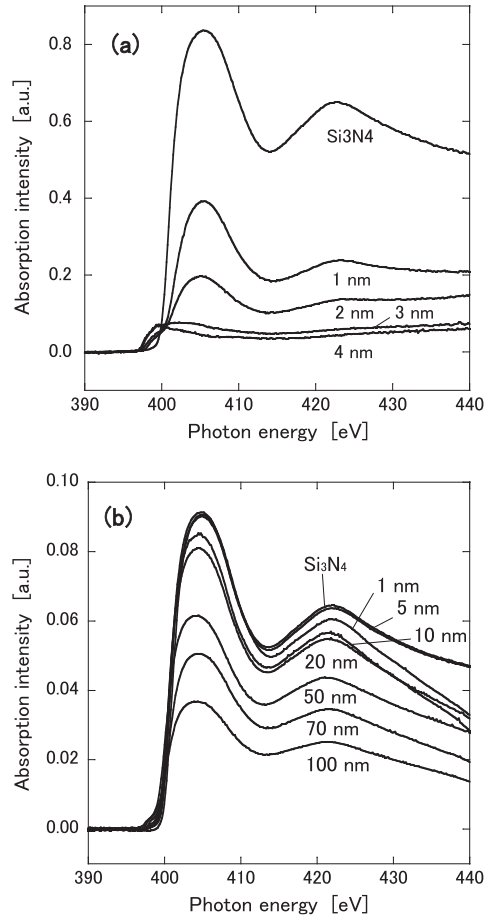 (a)
0.8
0.6
0.4
0.2
0.0
Absorption intensity [a.u.]
Si3N4
1 nm
2 nm
3 nm
4 nm
390 400 410 420 430 440
Photon energy [eV]
(b)
0.10
0.08
0.06
0.04
0.02
0.00
Absorption intensity [a.u.]
Si₃N₄
1 nm
5 nm
10 nm
20 nm
50 nm
70 nm
100 nm
390 400 410 420 430 440
Photon energy [eV]